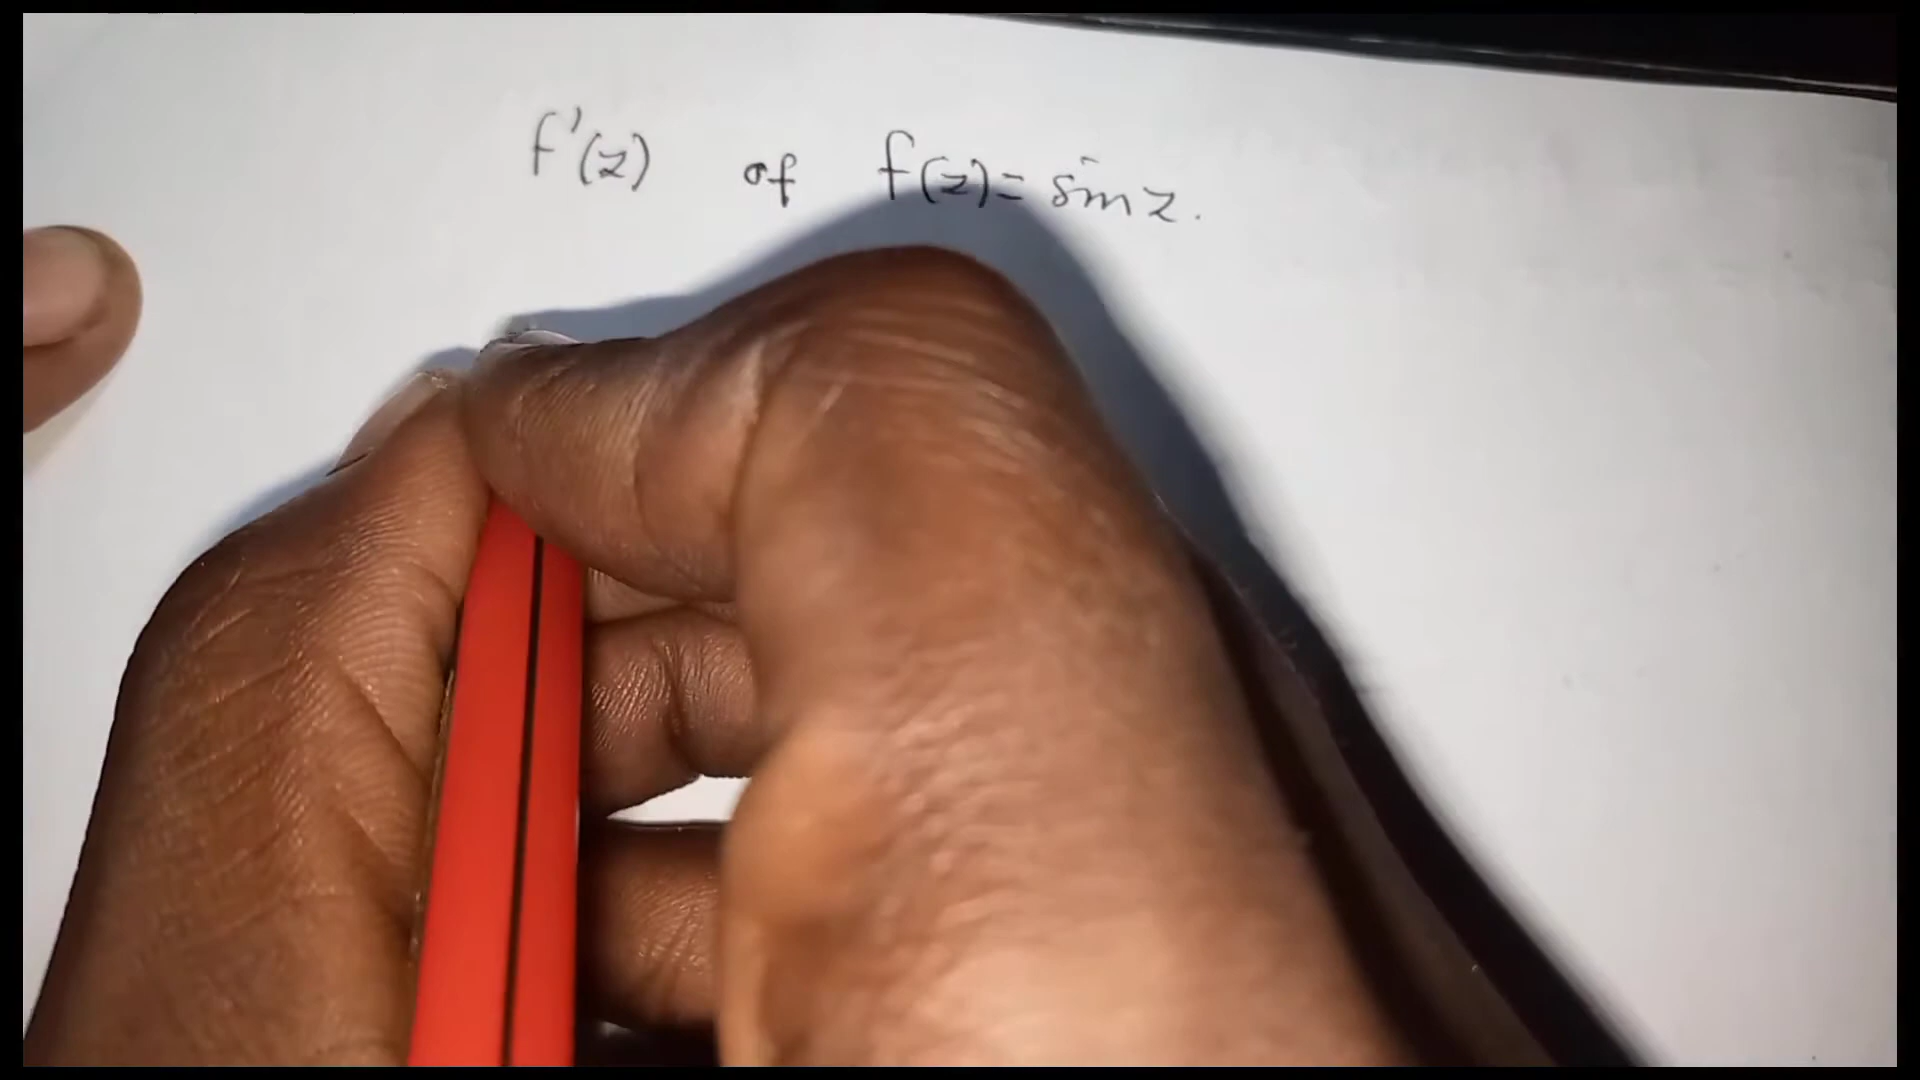 f'(z) of f(z) = sin z.